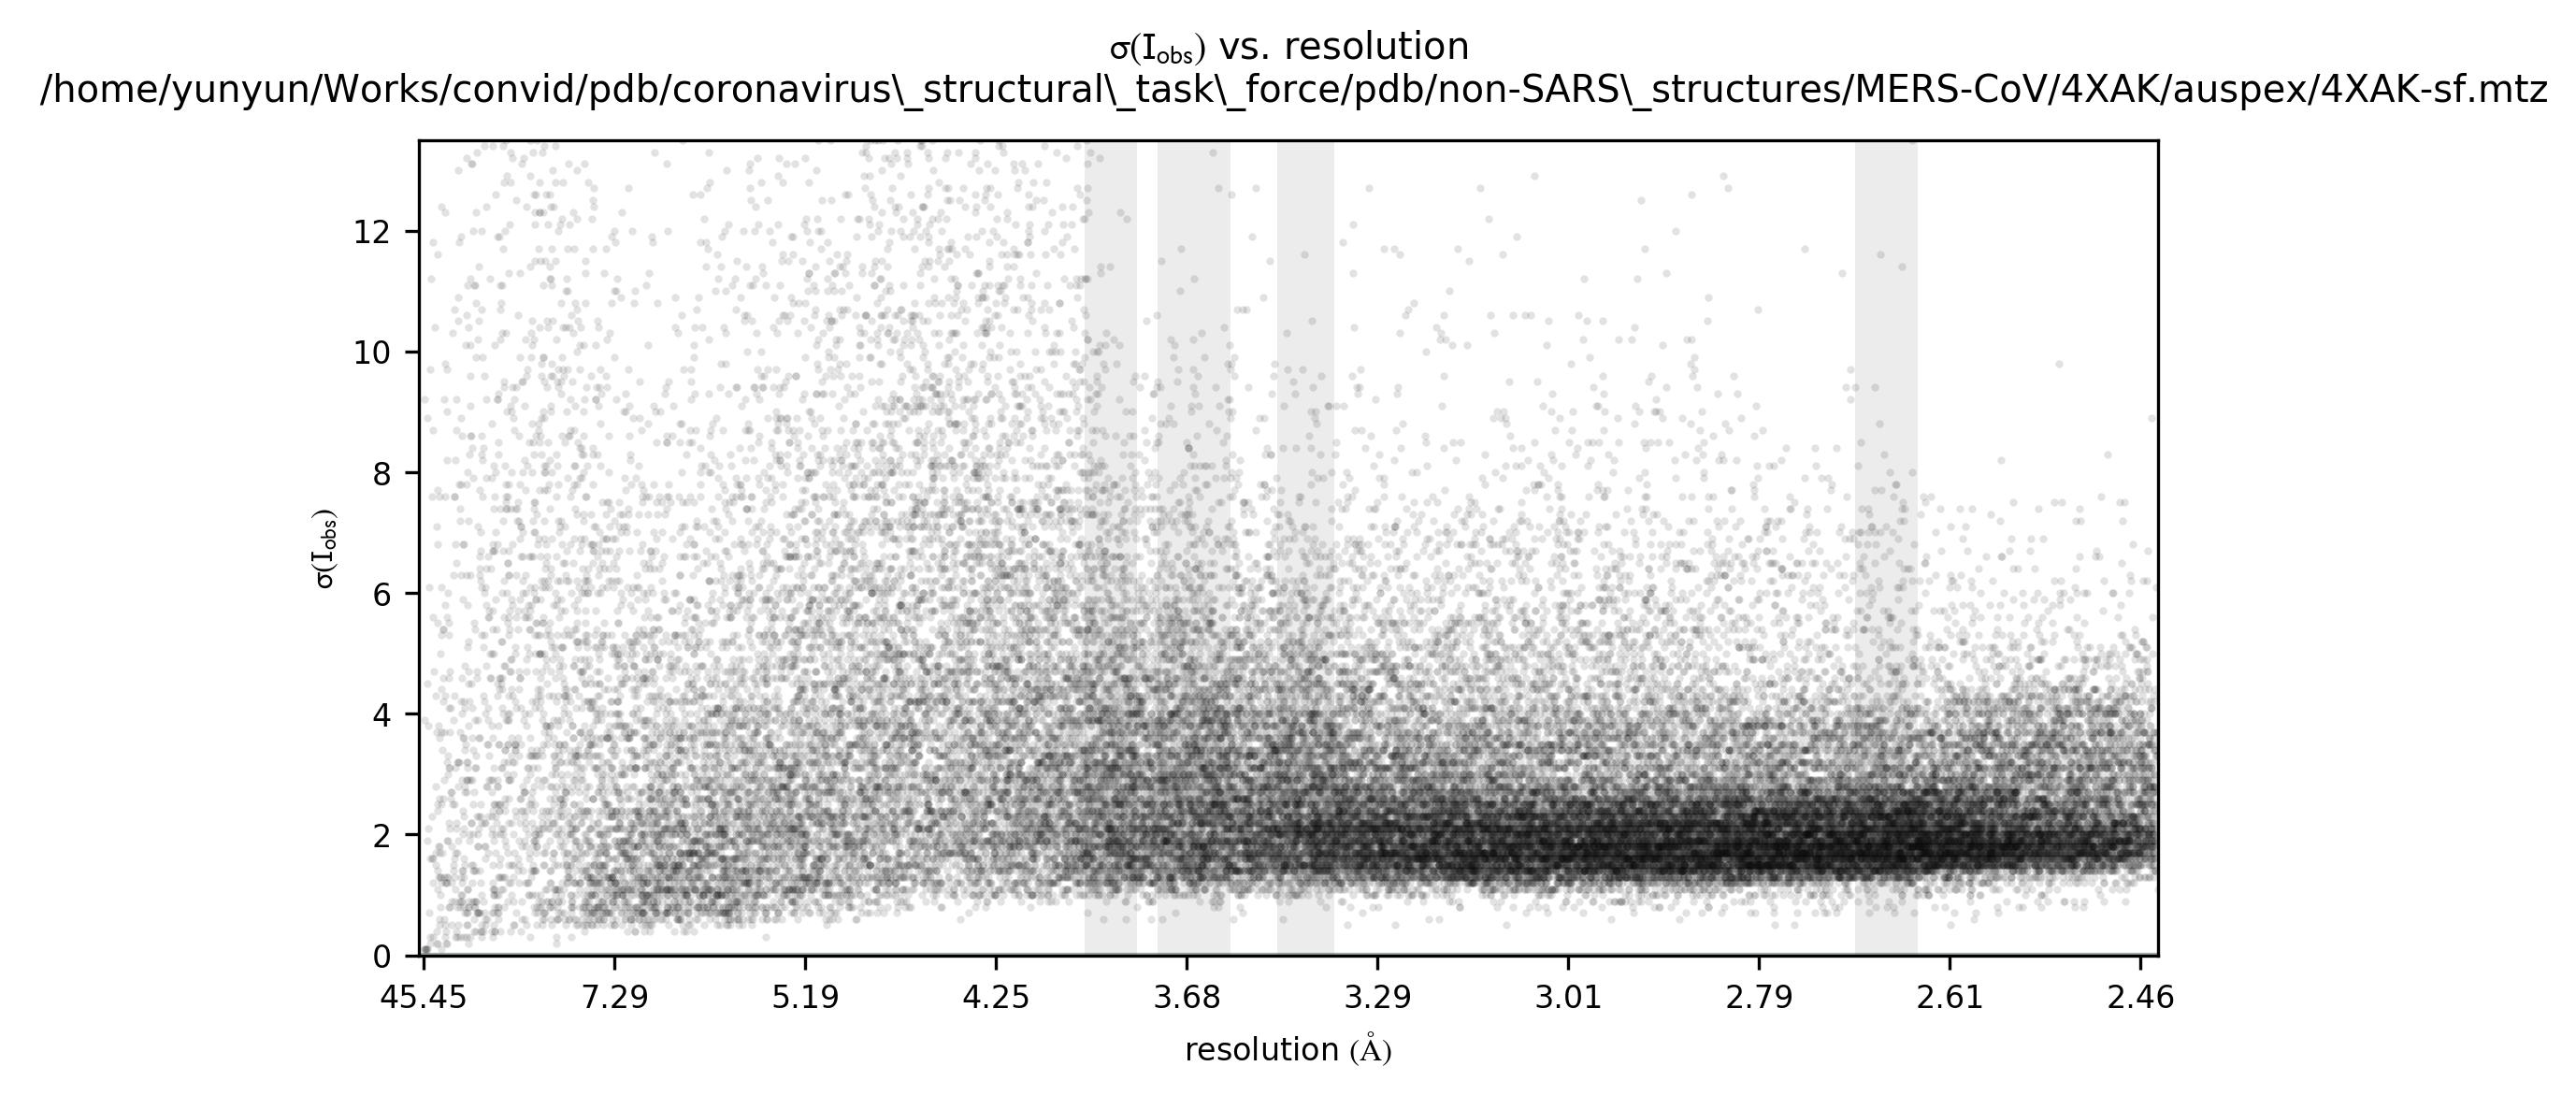 σ(Iobs) vs. resolution
/home/yunyun/Works/convid/pdb/coronavirus\_structural\_task\_force/pdb/non-SARS\_structures/MERS-CoV/4XAK/auspex/4XAK-sf.mtz
σ(Iobs)
12
10
8
6
4
2
0
45.45 7.29 5.19 4.25 3.68 3.29 3.01 2.79 2.61 2.46
resolution (Å)